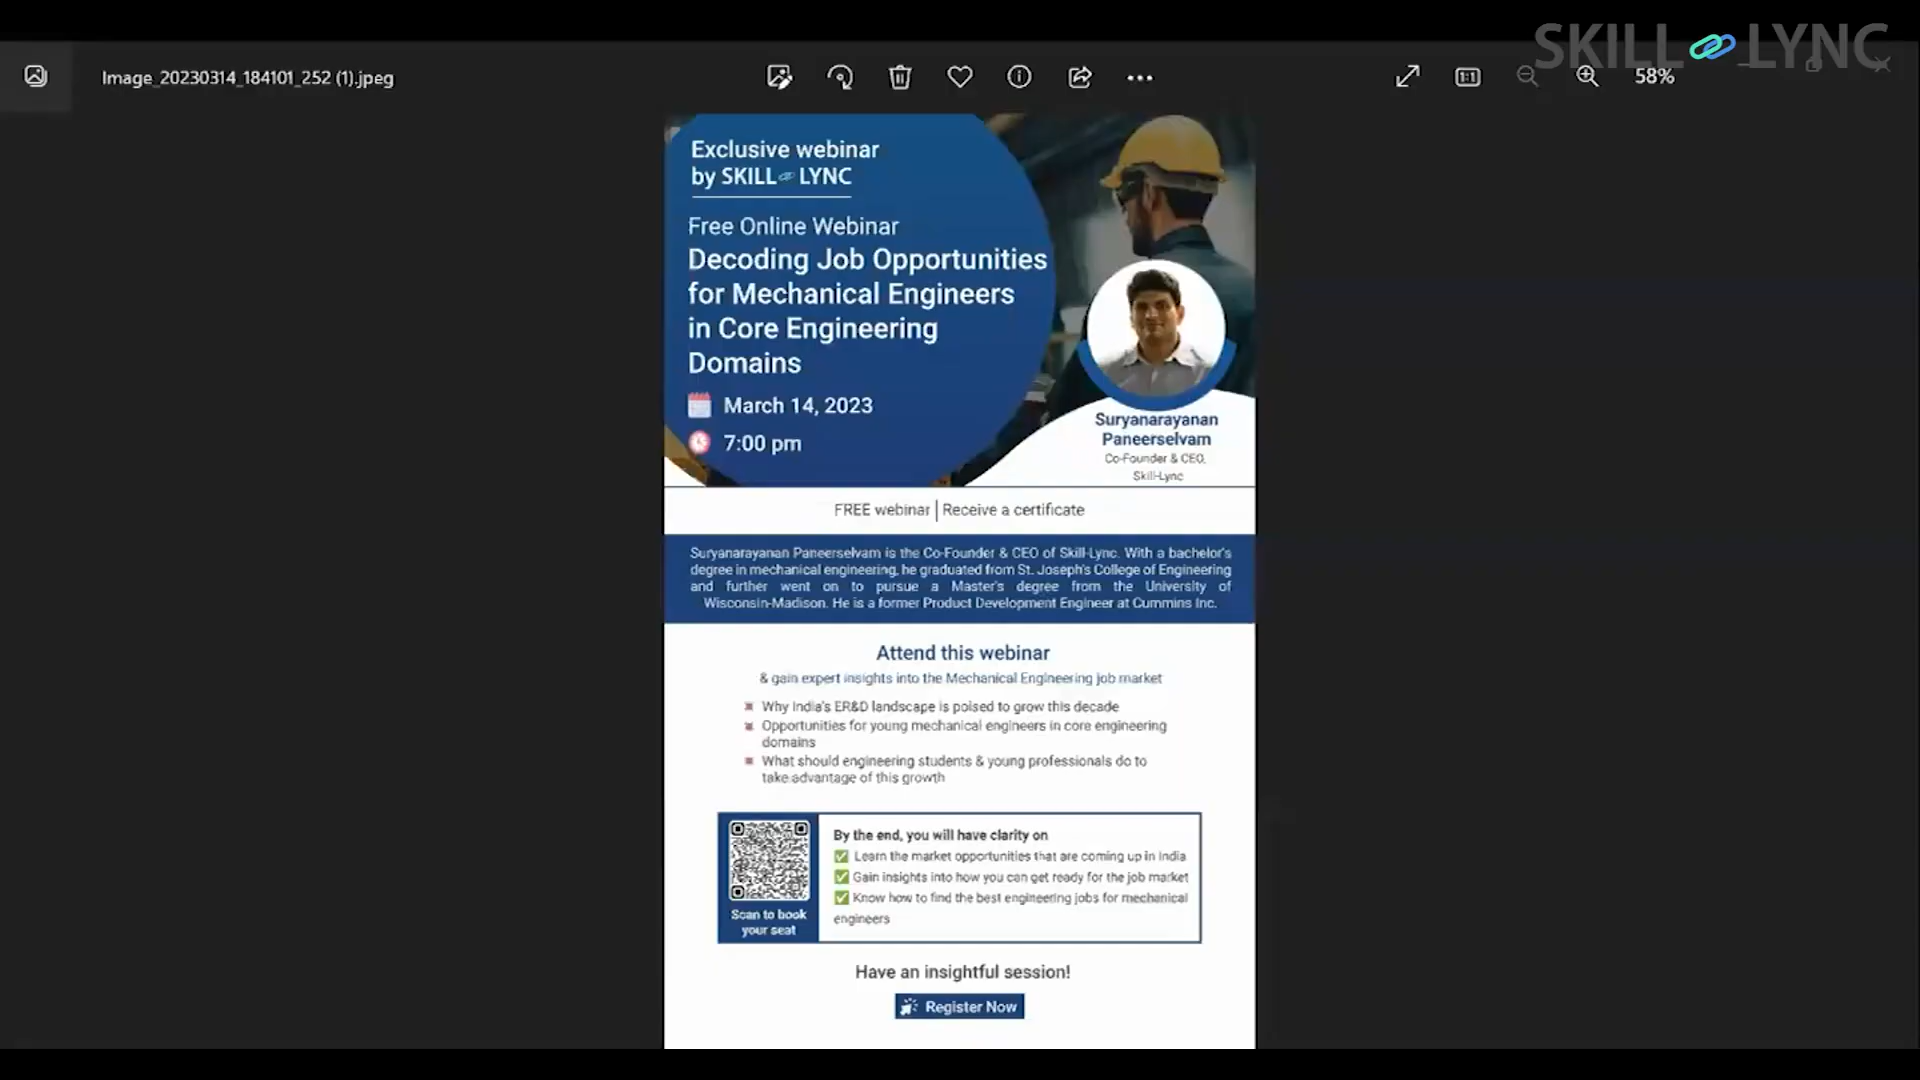 SKILL LYNC
Image_20230314_184101_252 (1).jpeg
1:1
58%
Exclusive webinar
by SKILL LYNC
Free Online Webinar
Decoding Job Opportunities
for Mechanical Engineers
in Core Engineering
Domains
March 14, 2023
7:00 pm
Suryanarayanan
Paneerselvam
Co-Founder & CEO,
Skill-Lync
FREE webinar | Receive a certificate
Suryanarayanan Paneerselvam is the Co-Founder & CEO of Skill-Lync. With a bachelor's
degree in mechanical engineering, he graduated from St. Joseph's College of Engineering
and further went on to pursue a Master's degree from the University of
Wisconsin-Madison. He is a former Product Development Engineer at Cummins Inc.
Attend this webinar
& gain expert insights into the Mechanical Engineering job market
Why India's ER&D landscape is poised to grow this decade
Opportunities for young mechanical engineers in core engineering
domains
What should engineering students & young professionals do to
take advantage of this growth
Scan to book
your seat
By the end, you will have clarity on
Learn the market opportunities that are coming up in India
Gain insights into how you can get ready for the job market
Know how to find the best engineering jobs for mechanical
engineers
Have an insightful session!
Register Now